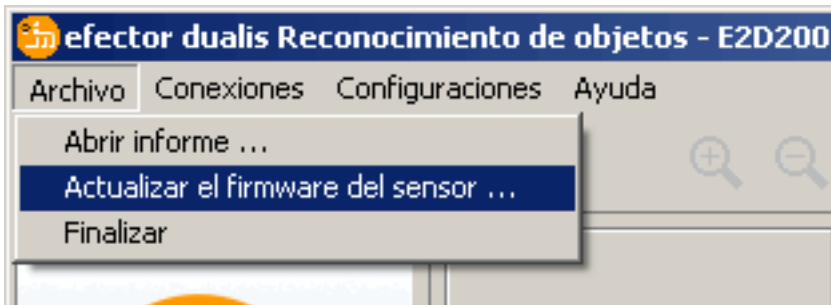 efector dualis Reconocimiento de objetos - E2D200
Archivo Conexiones Configuraciones Ayuda
Abrir informe ...
Actualizar el firmware del sensor ...
Finalizar